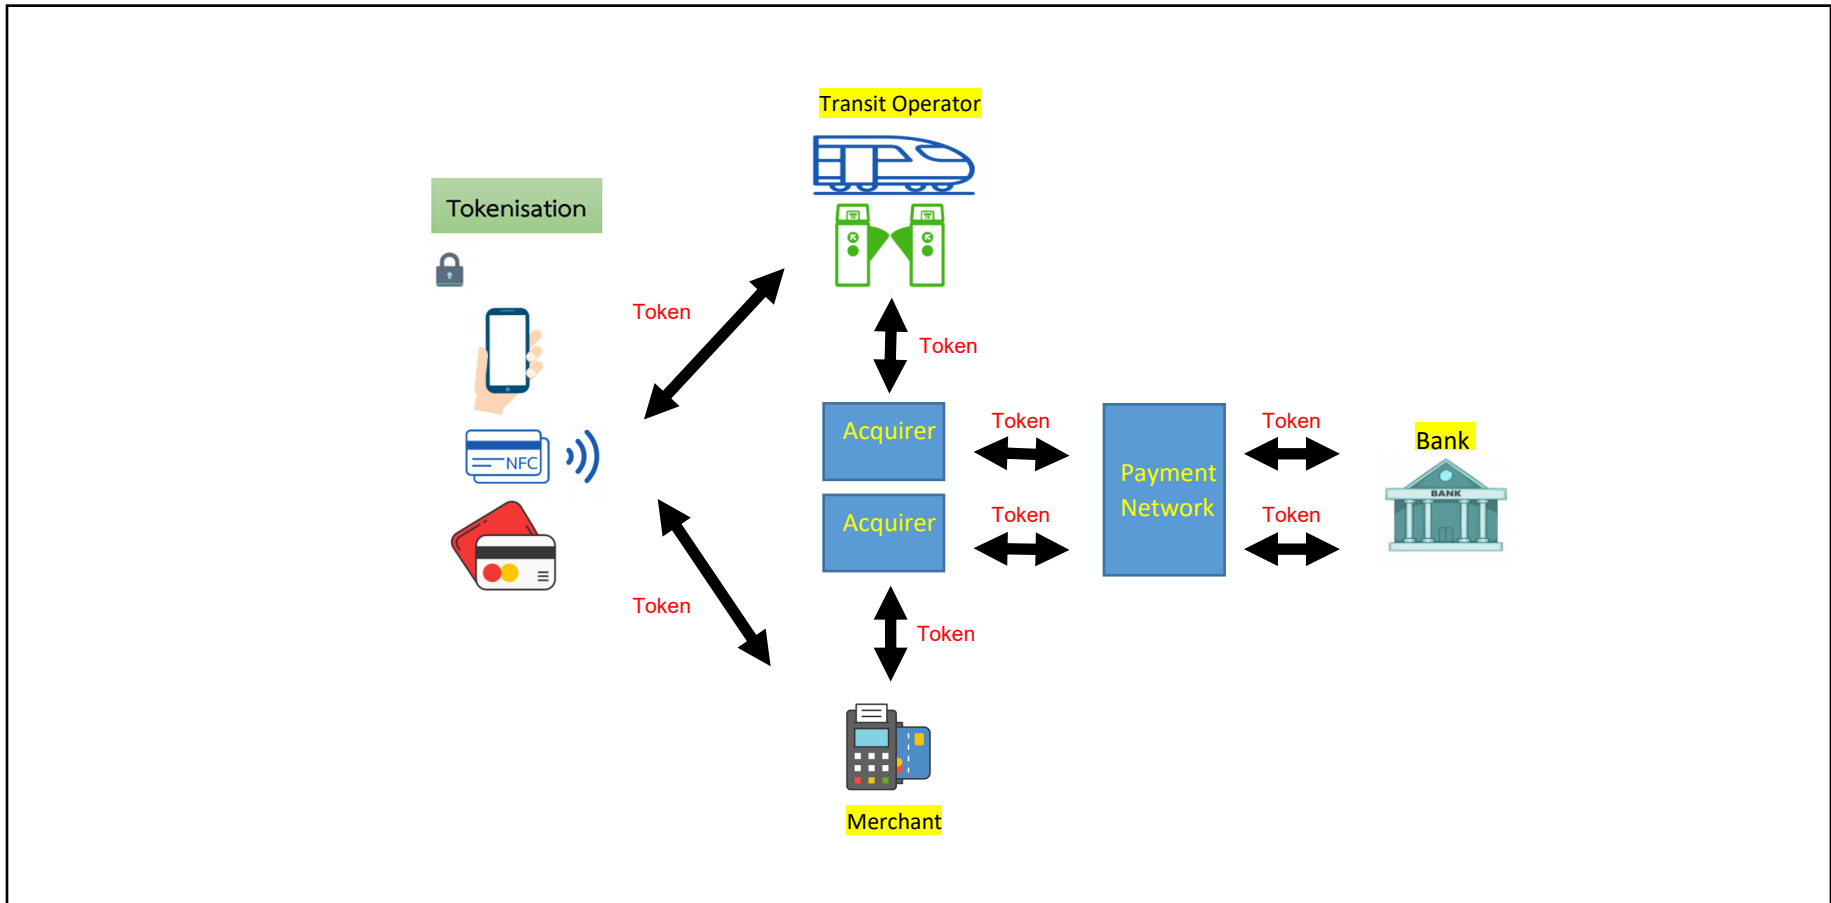 Transit Operator
Tokenisation
Token
Token
NFC
Acquirer
Token
Token
Bank
BANK
Payment
Network
Acquirer
Token
Token
Token
Token
Merchant